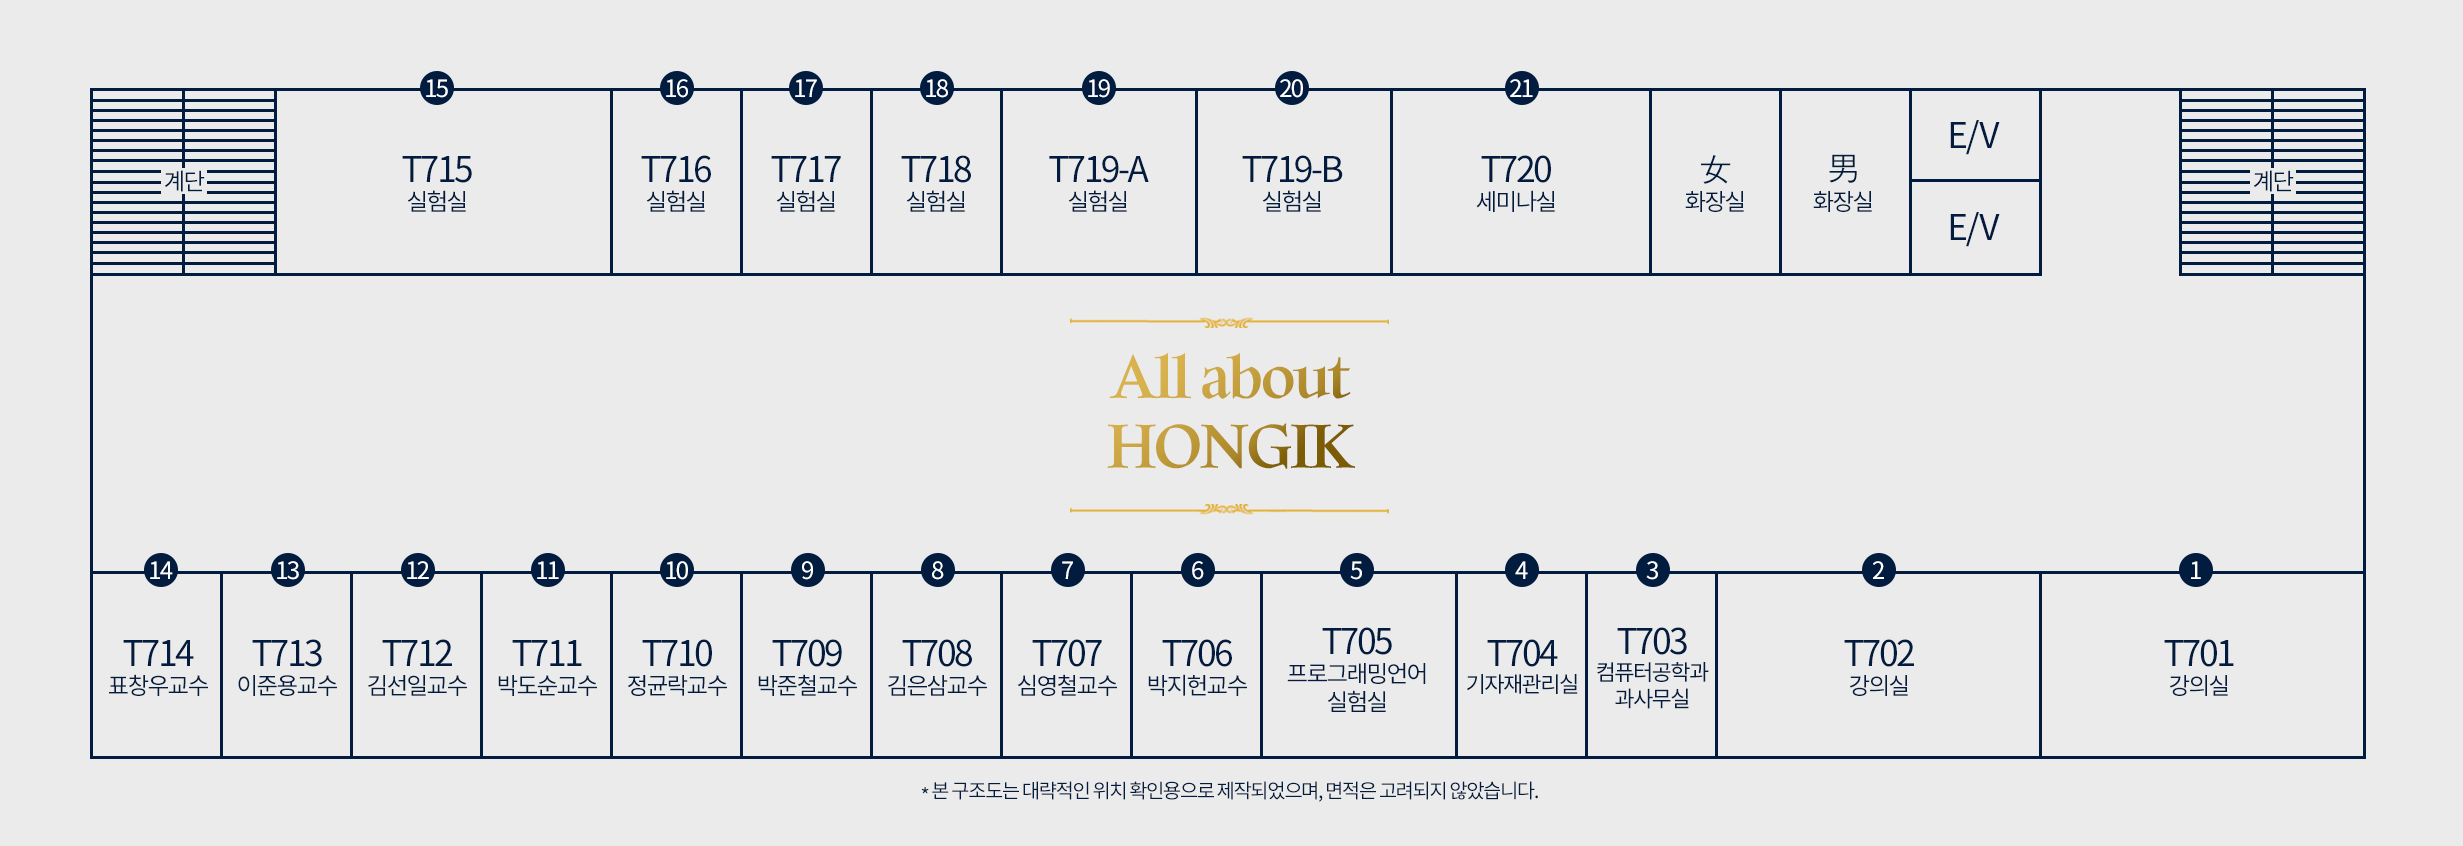 15
16
17
18
19
20
21
계단
T715
실험실
T716
실험실
T717
실험실
T718
실험실
T719-A
실험실
T719-B
실험실
T720
세미나실
女
화장실
男
화장실
E/V
E/V
계단
All about
HONGIK
14
13
12
11
10
9
8
7
6
5
4
3
2
1
T714
표창우교수
T713
이준용교수
T712
김선일교수
T711
박도순교수
T710
정균락교수
T709
박준철교수
T708
김은삼교수
T707
심영철교수
T706
박지헌교수
T705
프로그래밍언어
실험실
T704
기자재관리실
T703
컴퓨터공학과
과사무실
T702
강의실
T701
강의실
* 본 구조도는 대략적인 위치 확인용으로 제작되었으며, 면적은 고려되지 않았습니다.